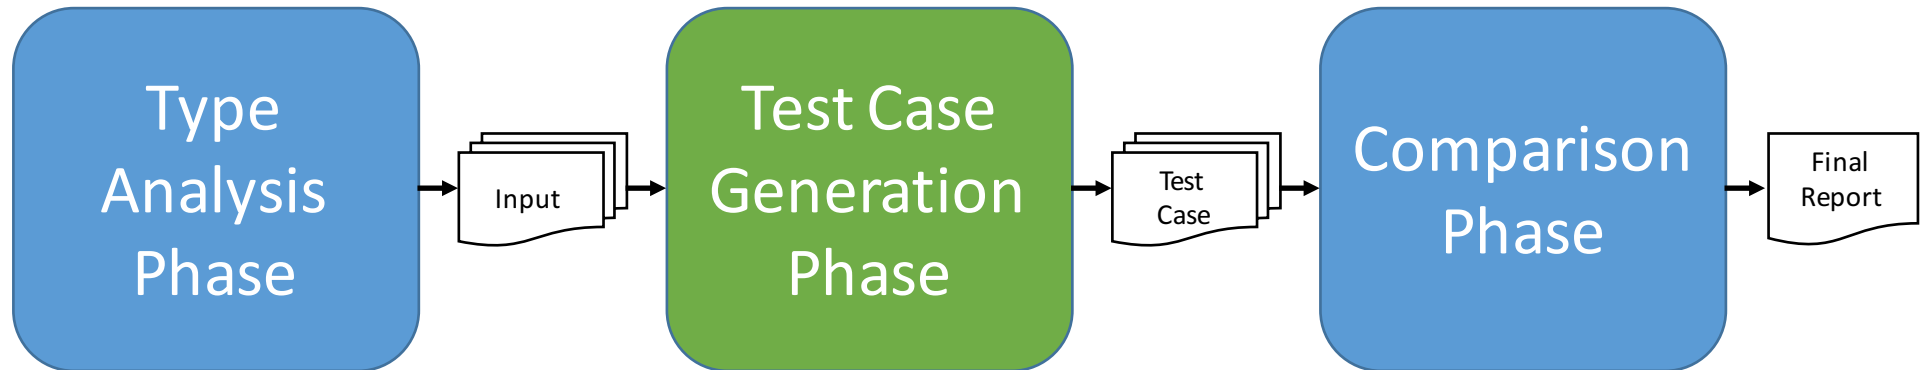 Type
Analysis
Phase
Input
Test Case
Generation
Phase
Test
Case
Comparison
Phase
Final
Report